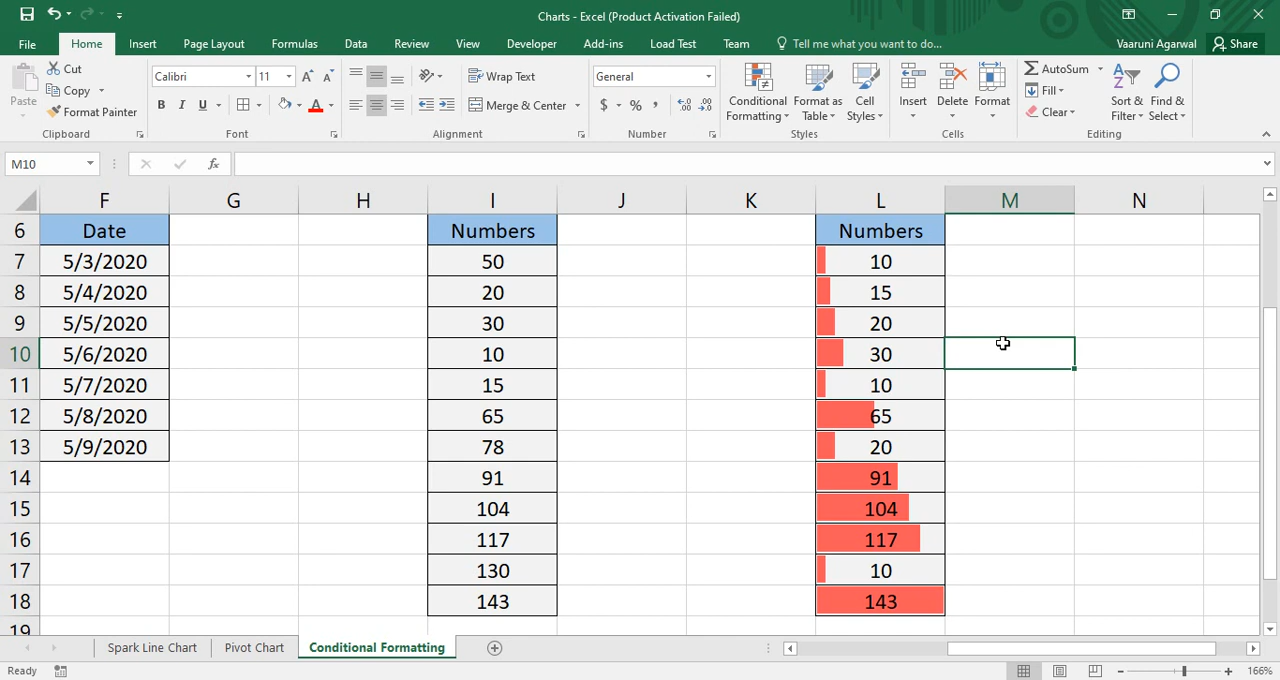 Charts - Excel (Product Activation Failed)
File Home Insert Page Layout Formulas Data Review View Developer Add-ins Load Test Team Tell me what you want to do... Vaaruni Agarwal Share
Paste
Cut
Copy
Format Painter
Clipboard
Calibri 11
B I U A
Font
Wrap Text
Merge & Center
Alignment
General
$ % ,
Number
Conditional Formatting
Format as Table
Cell Styles
Styles
Insert
Delete
Format
Cells
AutoSum
Fill
Clear
Sort & Filter
Find & Select
Editing
M10 fx
F G H I J K L M N
6 Date Numbers Numbers
7 5/3/2020 50 10
8 5/4/2020 20 15
9 5/5/2020 30 20
10 5/6/2020 10 30
11 5/7/2020 15 10
12 5/8/2020 65 65
13 5/9/2020 78 20
14 91 91
15 104 104
16 117 117
17 130 10
18 143 143
19
Spark Line Chart Pivot Chart Conditional Formatting
Ready 166%